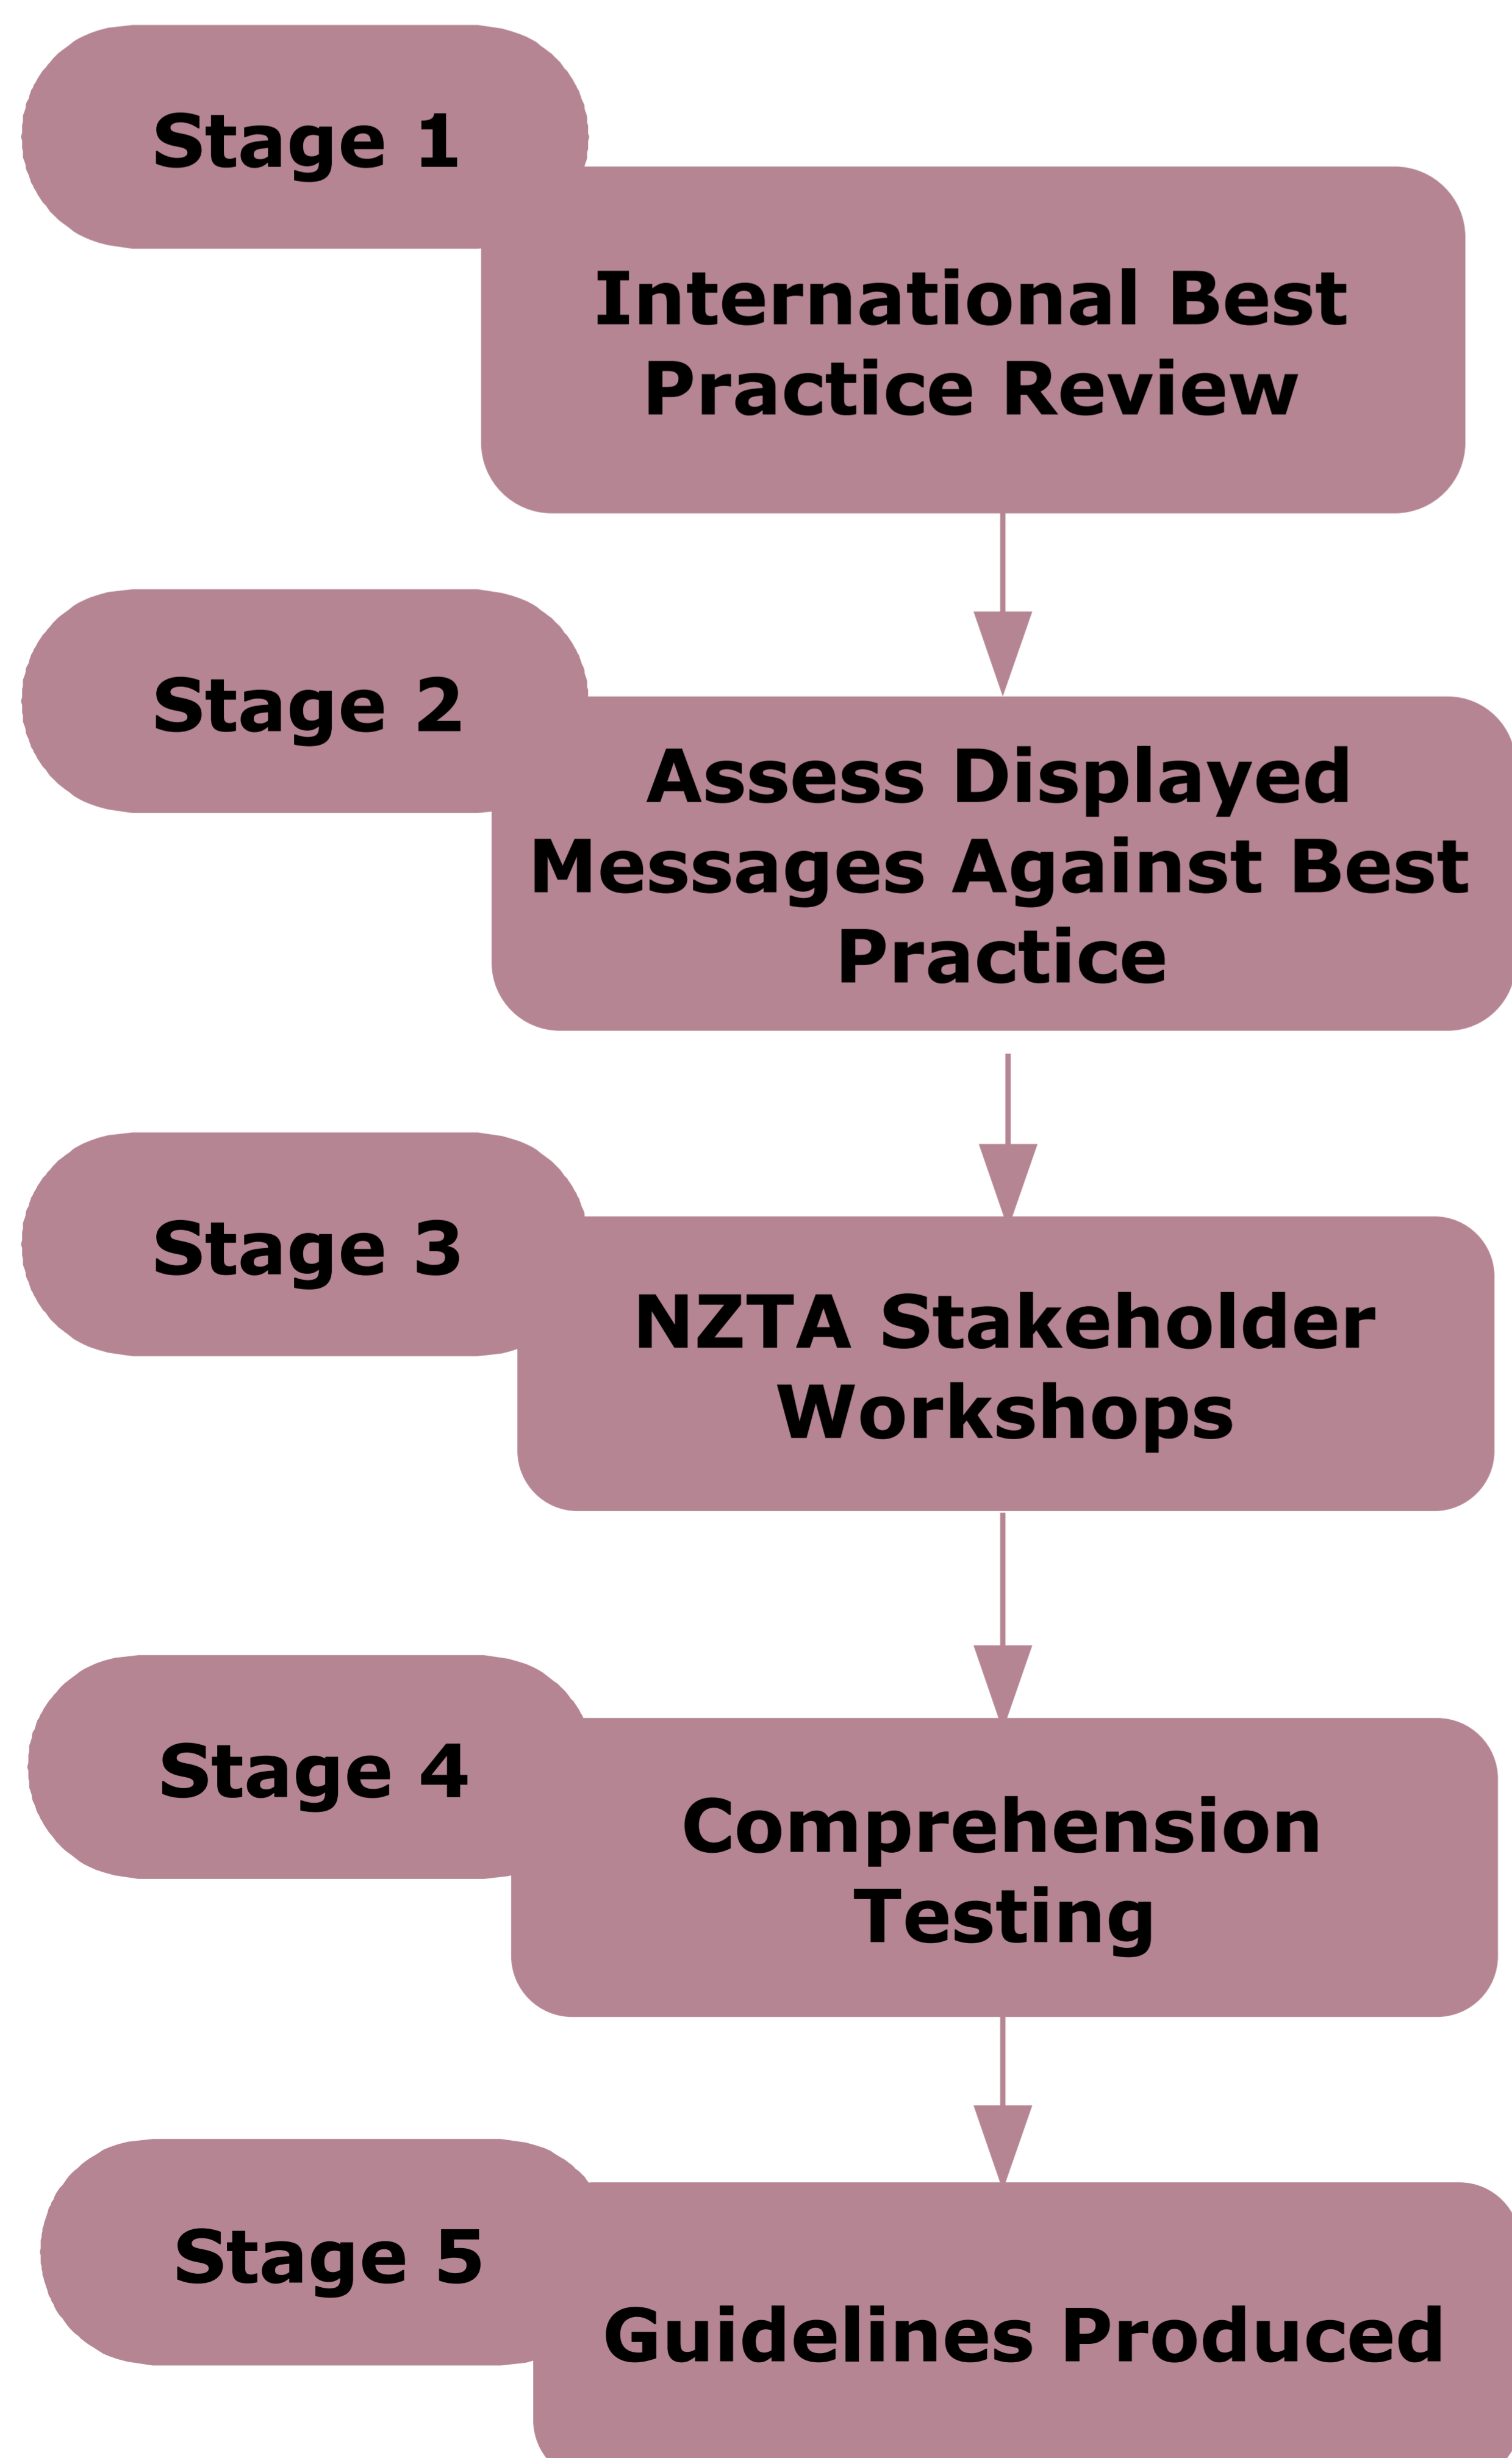 Stage 1
International Best
Practice Review
Stage 2
Assess Displayed
Messages Against Best
Practice
Stage 3
NZTA Stakeholder
Workshops
Stage 4
Comprehension
Testing
Stage 5
Guidelines Produced